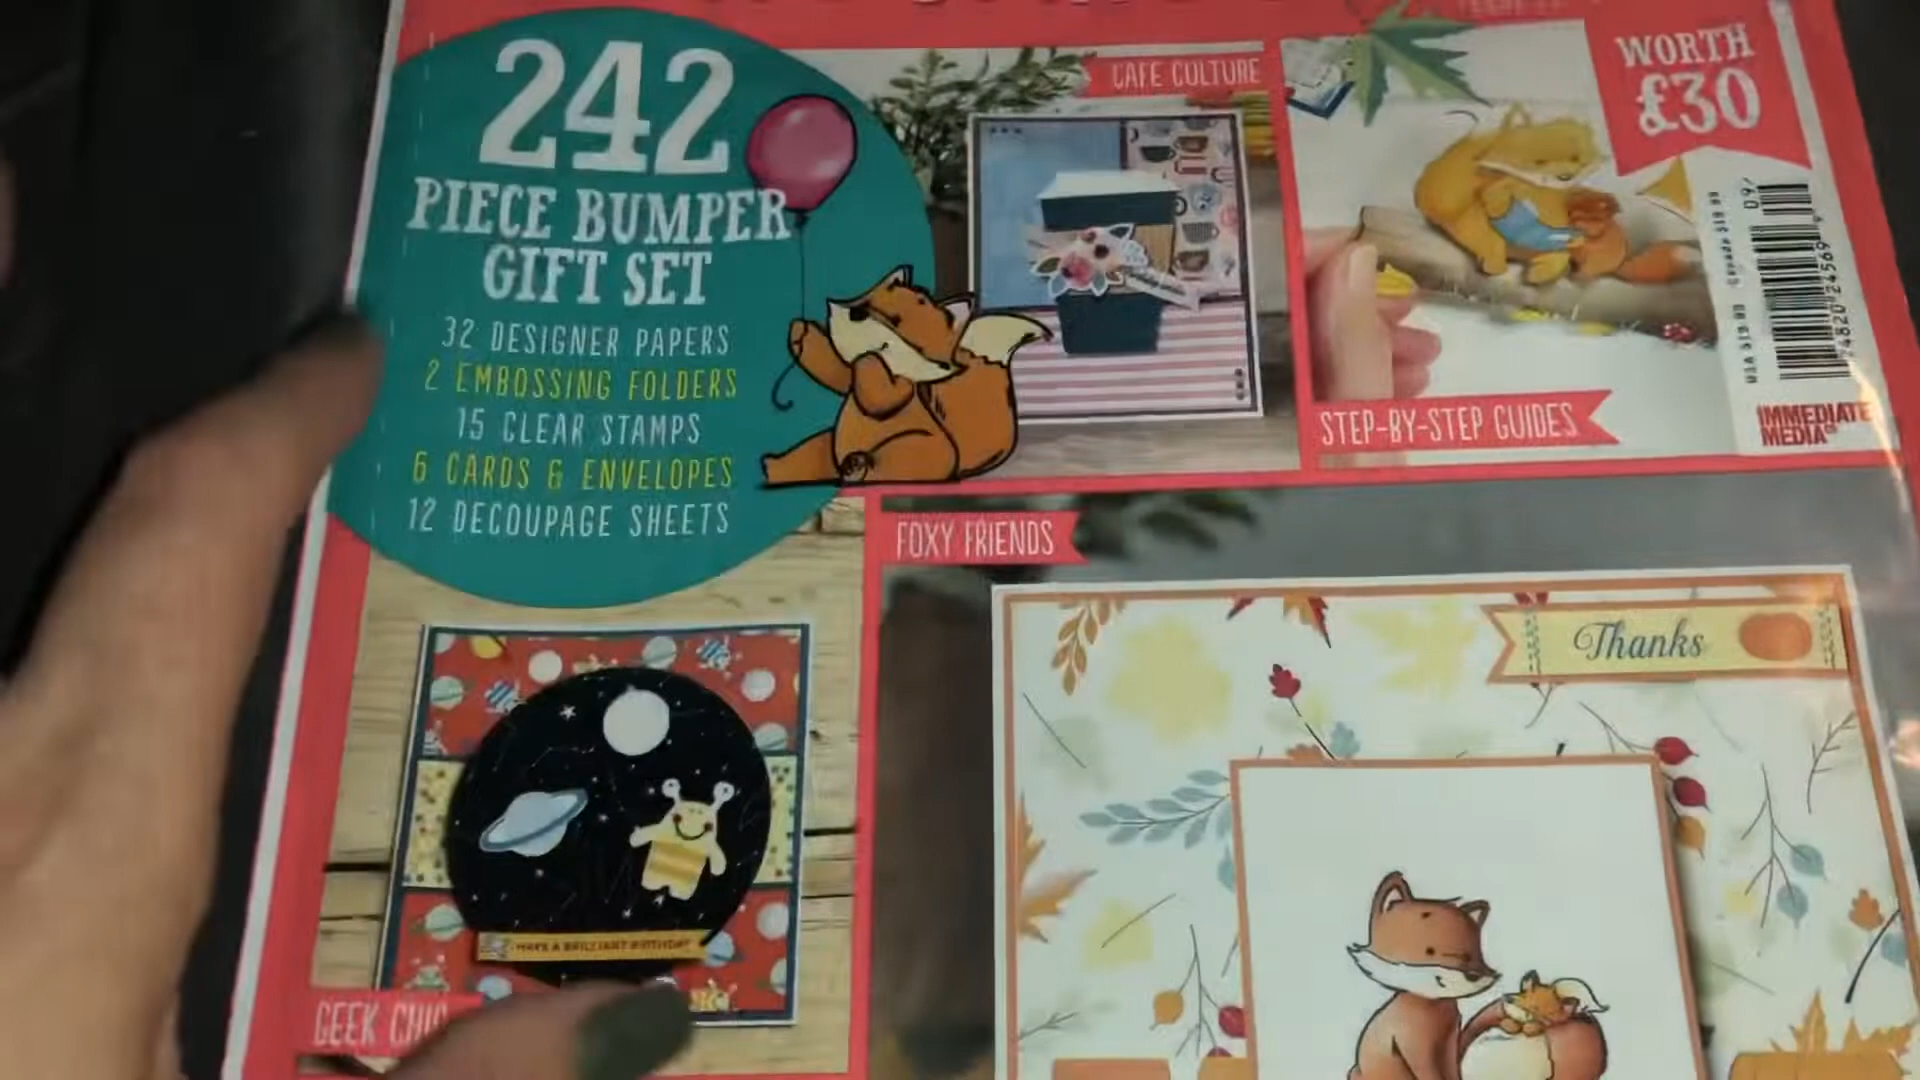 242
PIECE BUMPER
GIFT SET
32 DESIGNER PAPERS
2 EMBOSSING FOLDERS
15 CLEAR STAMPS
6 CARDS & ENVELOPES
12 DECOUPAGE SHEETS
CAFE CULTURE
WORTH
£30
09
STEP-BY-STEP GUIDES
IMMEDIATE
MEDIA
FOXY FRIENDS
Thanks
HAVE A BRILLIANT BIRTHDAY
GEEK CHIC